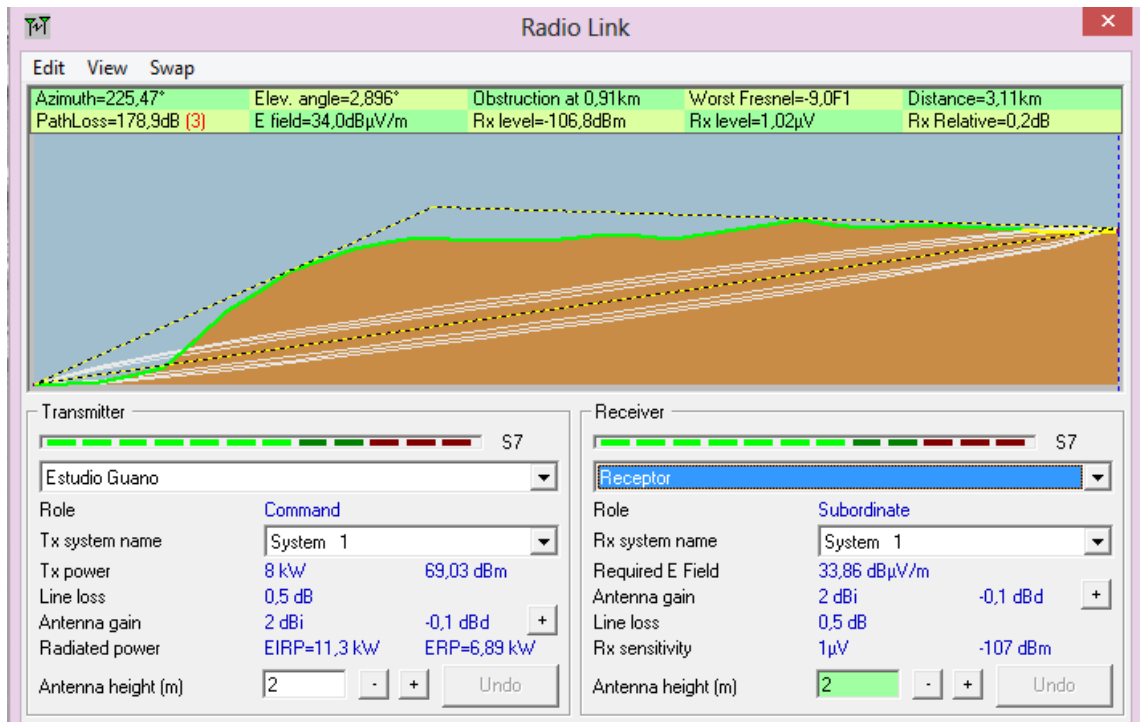 Radio Link
Edit View Swap
Azimuth=225,47° Elev. angle=2,896° Obstruction at 0,91km Worst Fresnel=-9,0F1 Distance=3,11km
PathLoss=178,9dB (3) E field=34,0dBµV/m Rx level=-106,8dBm Rx level=1,02µV Rx Relative=0,2dB
Transmitter Receiver
S7 S7
Estudio Guano Receptor
Role Command Role Subordinate
Tx system name System 1 Rx system name System 1
Tx power 8 kW 69,03 dBm Required E Field 33,86 dBµV/m
Line loss 0,5 dB Antenna gain 2 dBi -0,1 dBd +
Antenna gain 2 dBi -0,1 dBd + Line loss 0,5 dB
Radiated power EIRP=11,3 kW ERP=6,89 kW Rx sensitivity 1µV -107 dBm
Antenna height (m) 2 - + Undo Antenna height (m) 2 - + Undo